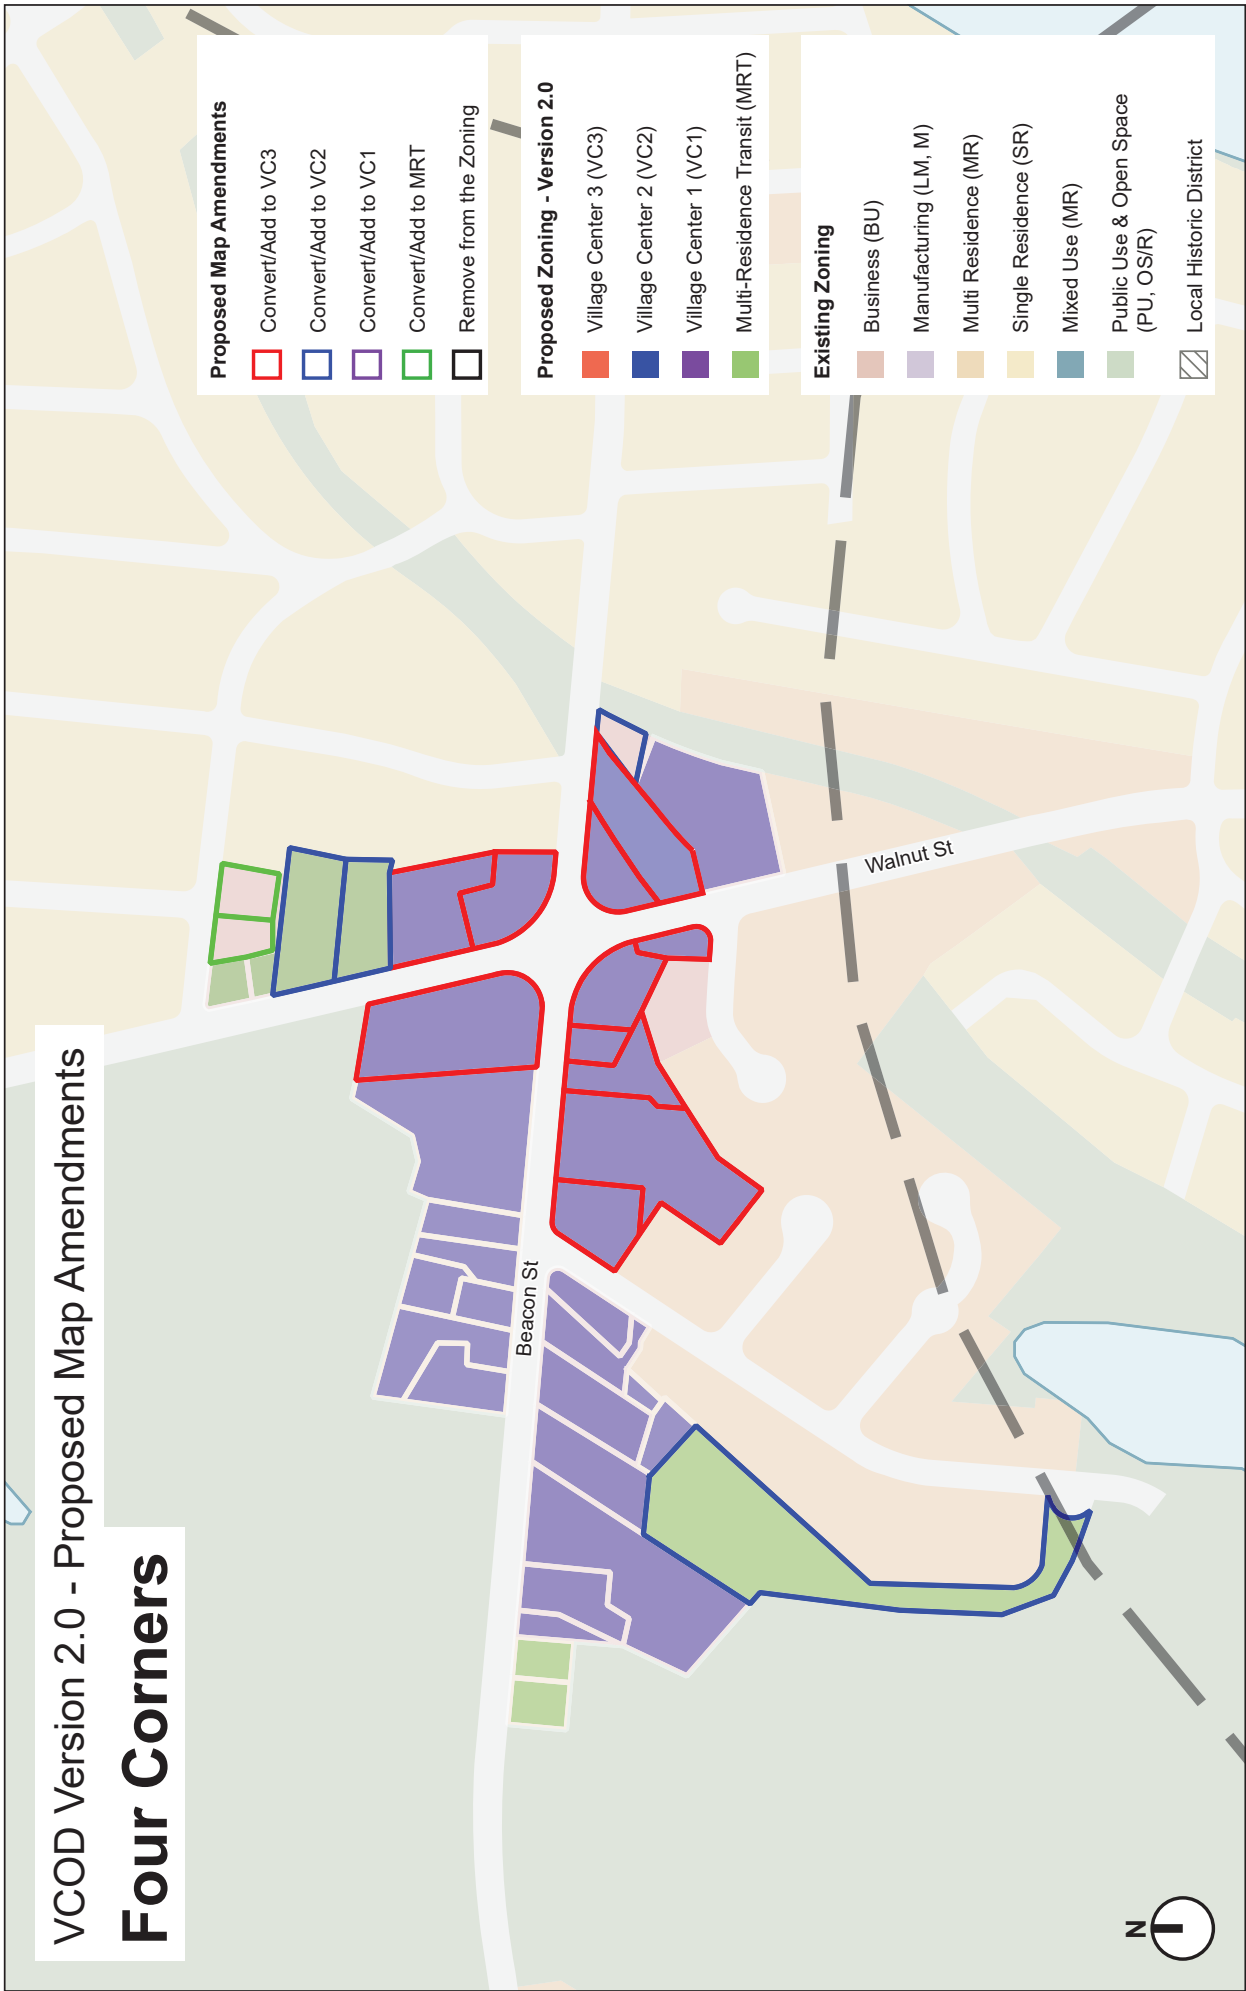 VCOD Version 2.0 - Proposed Map Amendments
Four Corners
Proposed Map Amendments
Convert/Add to VC3
Convert/Add to VC2
Convert/Add to VC1
Convert/Add to MRT
Remove from the Zoning
Proposed Zoning - Version 2.0
Village Center 3 (VC3)
Village Center 2 (VC2)
Village Center 1 (VC1)
Multi-Residence Transit (MRT)
Existing Zoning
Business (BU)
Manufacturing (LM, M)
Multi Residence (MR)
Single Residence (SR)
Mixed Use (MR)
Public Use & Open Space
(PU, OS/R)
Local Historic District
Beacon St
Walnut St
N